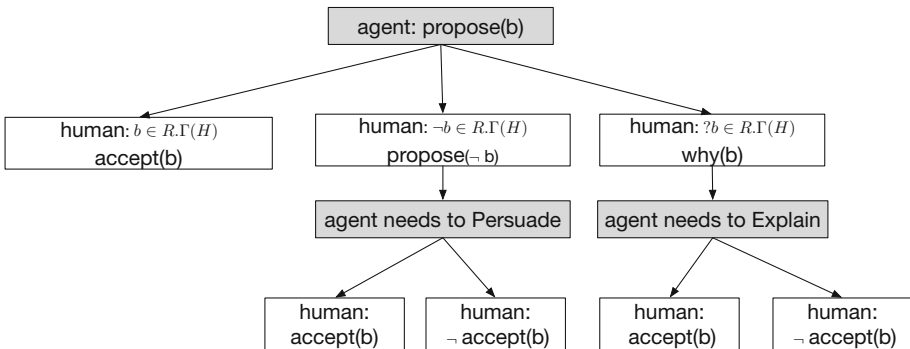 agent: propose(b)
human: b ∈ R.Γ(H)
accept(b)
human: ¬b ∈ R.Γ(H)
propose(¬ b)
human: ?b ∈ R.Γ(H)
why(b)
agent needs to Persuade
agent needs to Explain
human:
accept(b)
human:
¬ accept(b)
human:
accept(b)
human:
¬ accept(b)